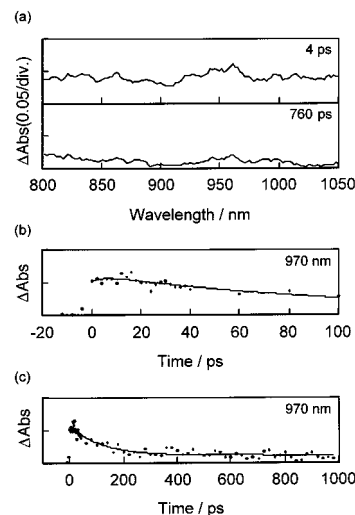 (a)
4 ps
ΔAbs(0.05/div.)
760 ps
800 850 900 950 1000 1050
Wavelength / nm
(b)
970 nm
ΔAbs
-20 0 20 40 60 80 100
Time / ps
(c)
970 nm
ΔAbs
0 200 400 600 800 1000
Time / ps